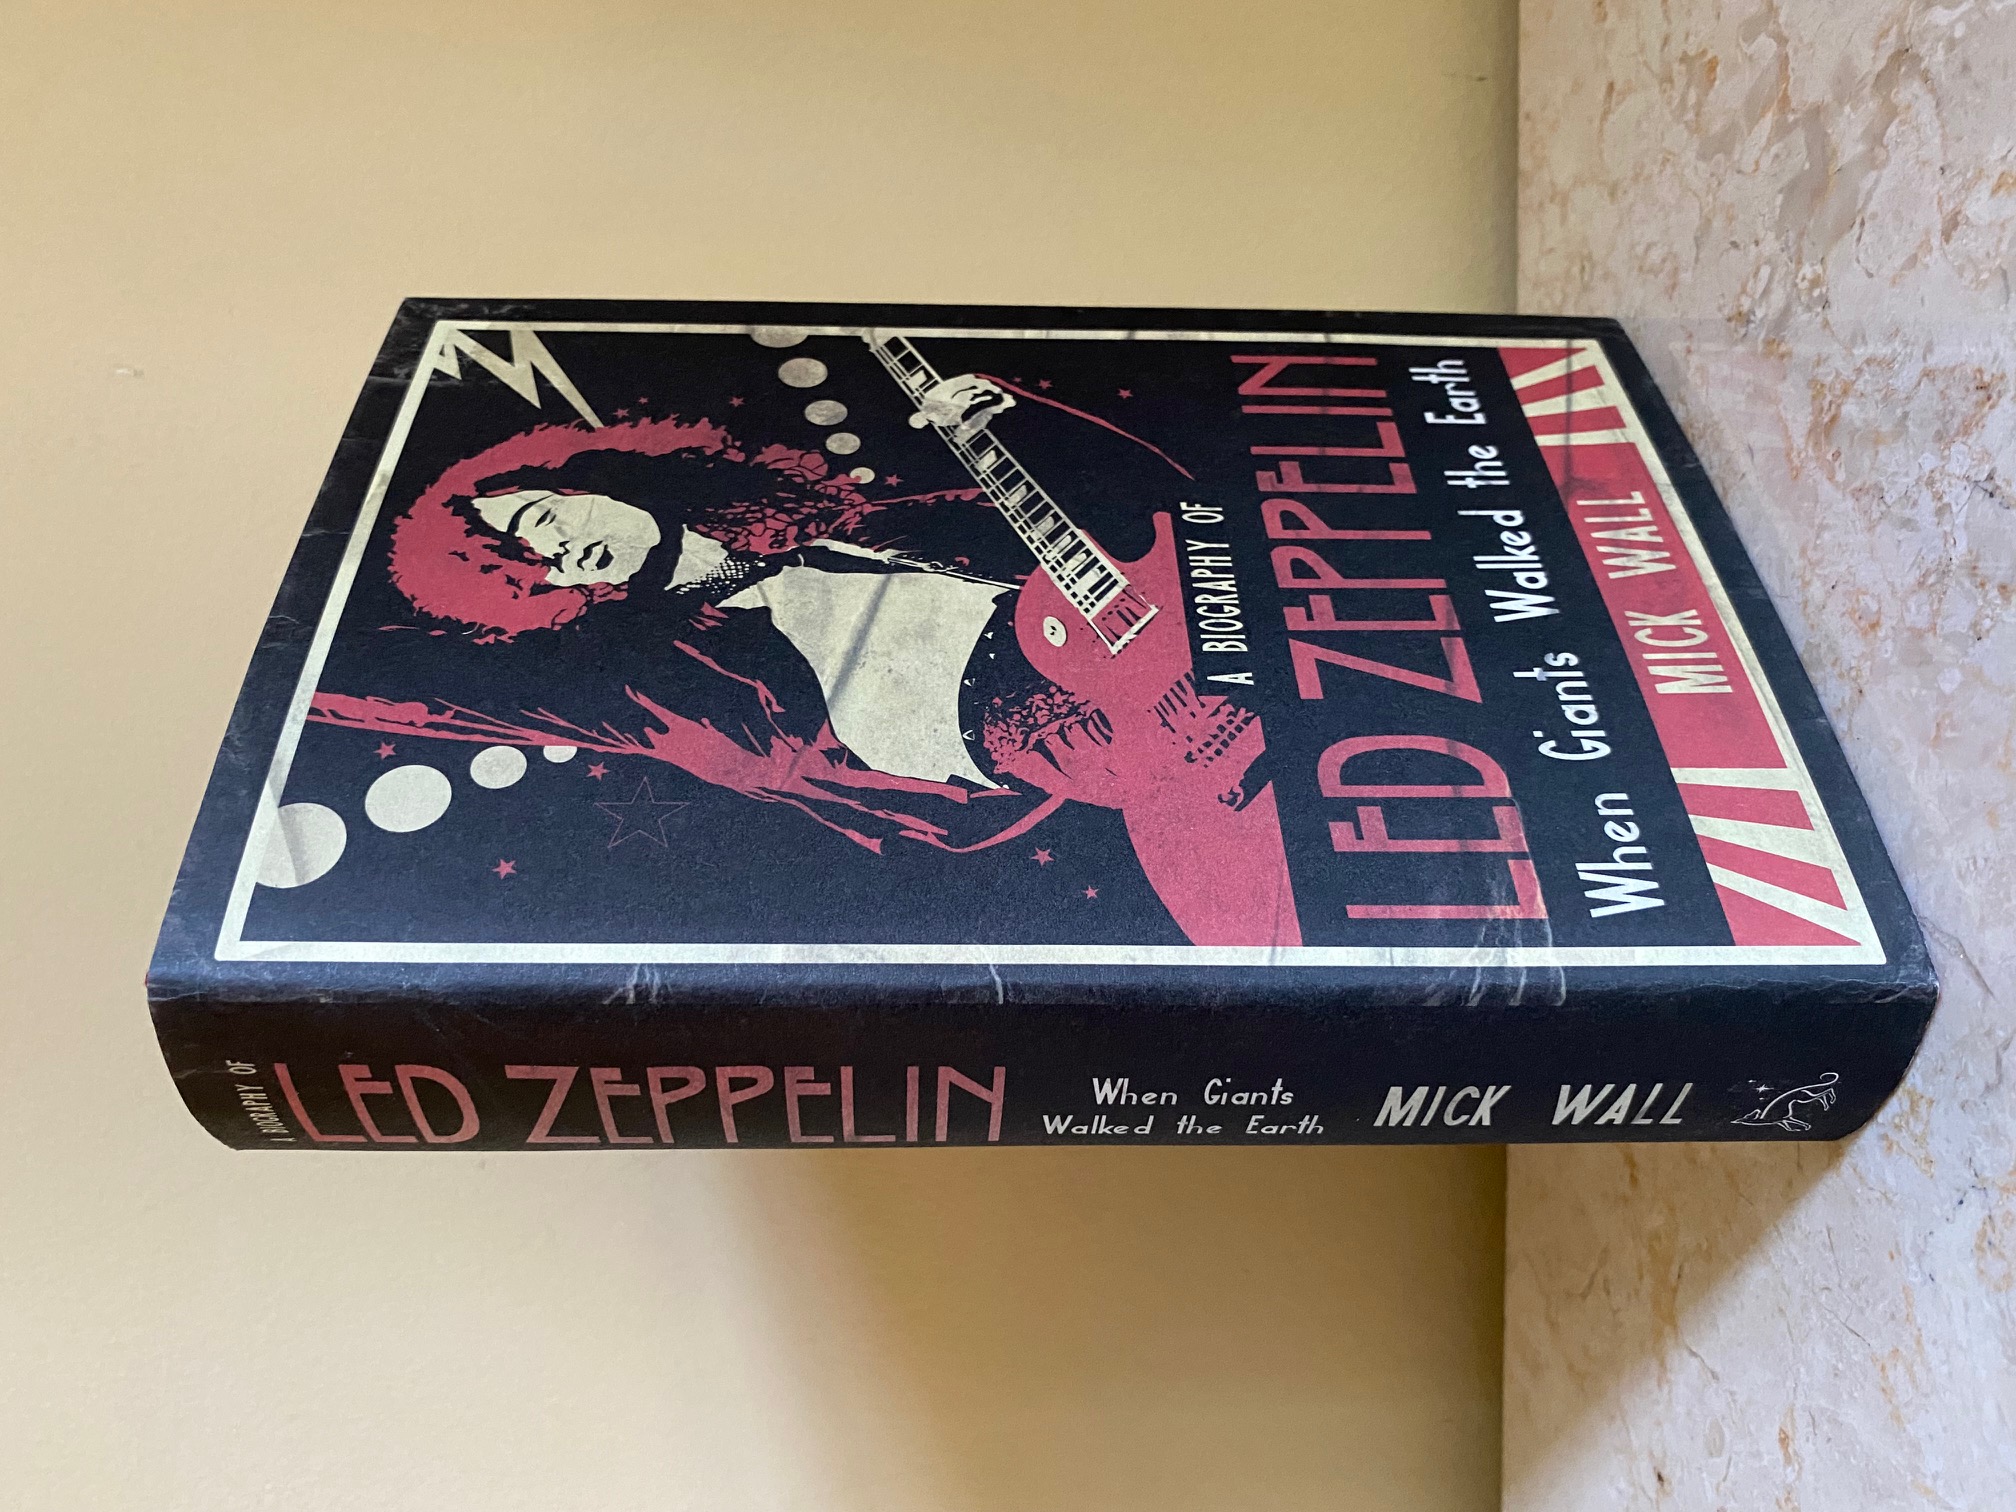 A BIOGRAPHY OF
LED ZEPPELIN
When Giants Walked the Earth
MICK WALL
A BIOGRAPHY OF
LED ZEPPELIN
When Giants
Walked the Earth
MICK WALL